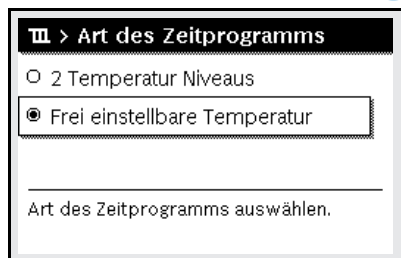 > Art des Zeitprogramms
2 Temperatur Niveaus
Frei einstellbare Temperatur
Art des Zeitprogramms auswählen.